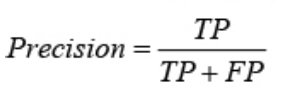 Precision = TP / TP + FP